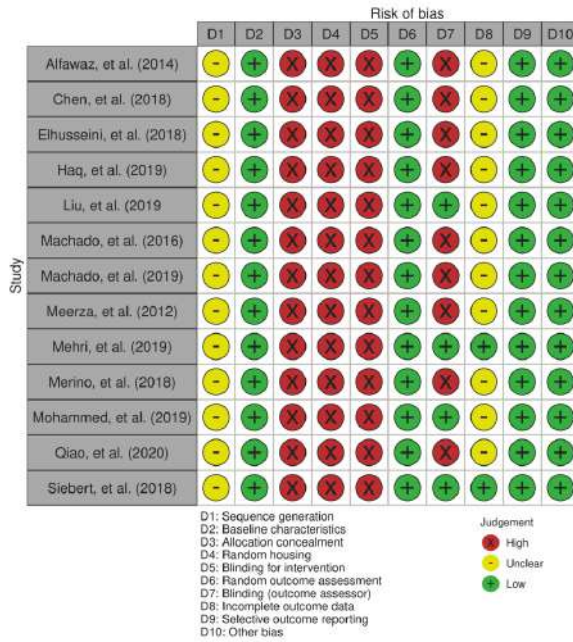 Risk of bias
D1 D2 D3 D4 D5 D6 D7 D8 D9 D10
Alfawaz, et al. (2014) - + X X X + X - + +
Chen, et al. (2018) - + X X X + X - + +
Elhusseini, et al. (2018) - + X X X + X - + +
Haq, et al. (2019) - + X X X + X - + +
Liu, et al. (2019 - + X X X + + - + +
Machado, et al. (2016) - + X X X + X - + +
Machado, et al. (2019) - + X X X + X - + +
Meerza, et al. (2012) - + X X X + X - + +
Mehri, et al. (2019) - + X X X + + + + +
Merino, et al. (2018) - + X X X + X - + +
Mohammed, et al. (2019) - + X X X + + - + +
Qiao, et al. (2020) - + X X X + X - + +
Siebert, et al. (2018) - + X X X + + + + +
Study
D1: Sequence generation
D2: Baseline characteristics
D3: Allocation concealment
D4: Random housing
D5: Blinding for intervention
D6: Random outcome assessment
D7: Blinding (outcome assessor)
D8: Incomplete outcome data
D9: Selective outcome reporting
D10: Other bias
Judgement
X High
- Unclear
+ Low